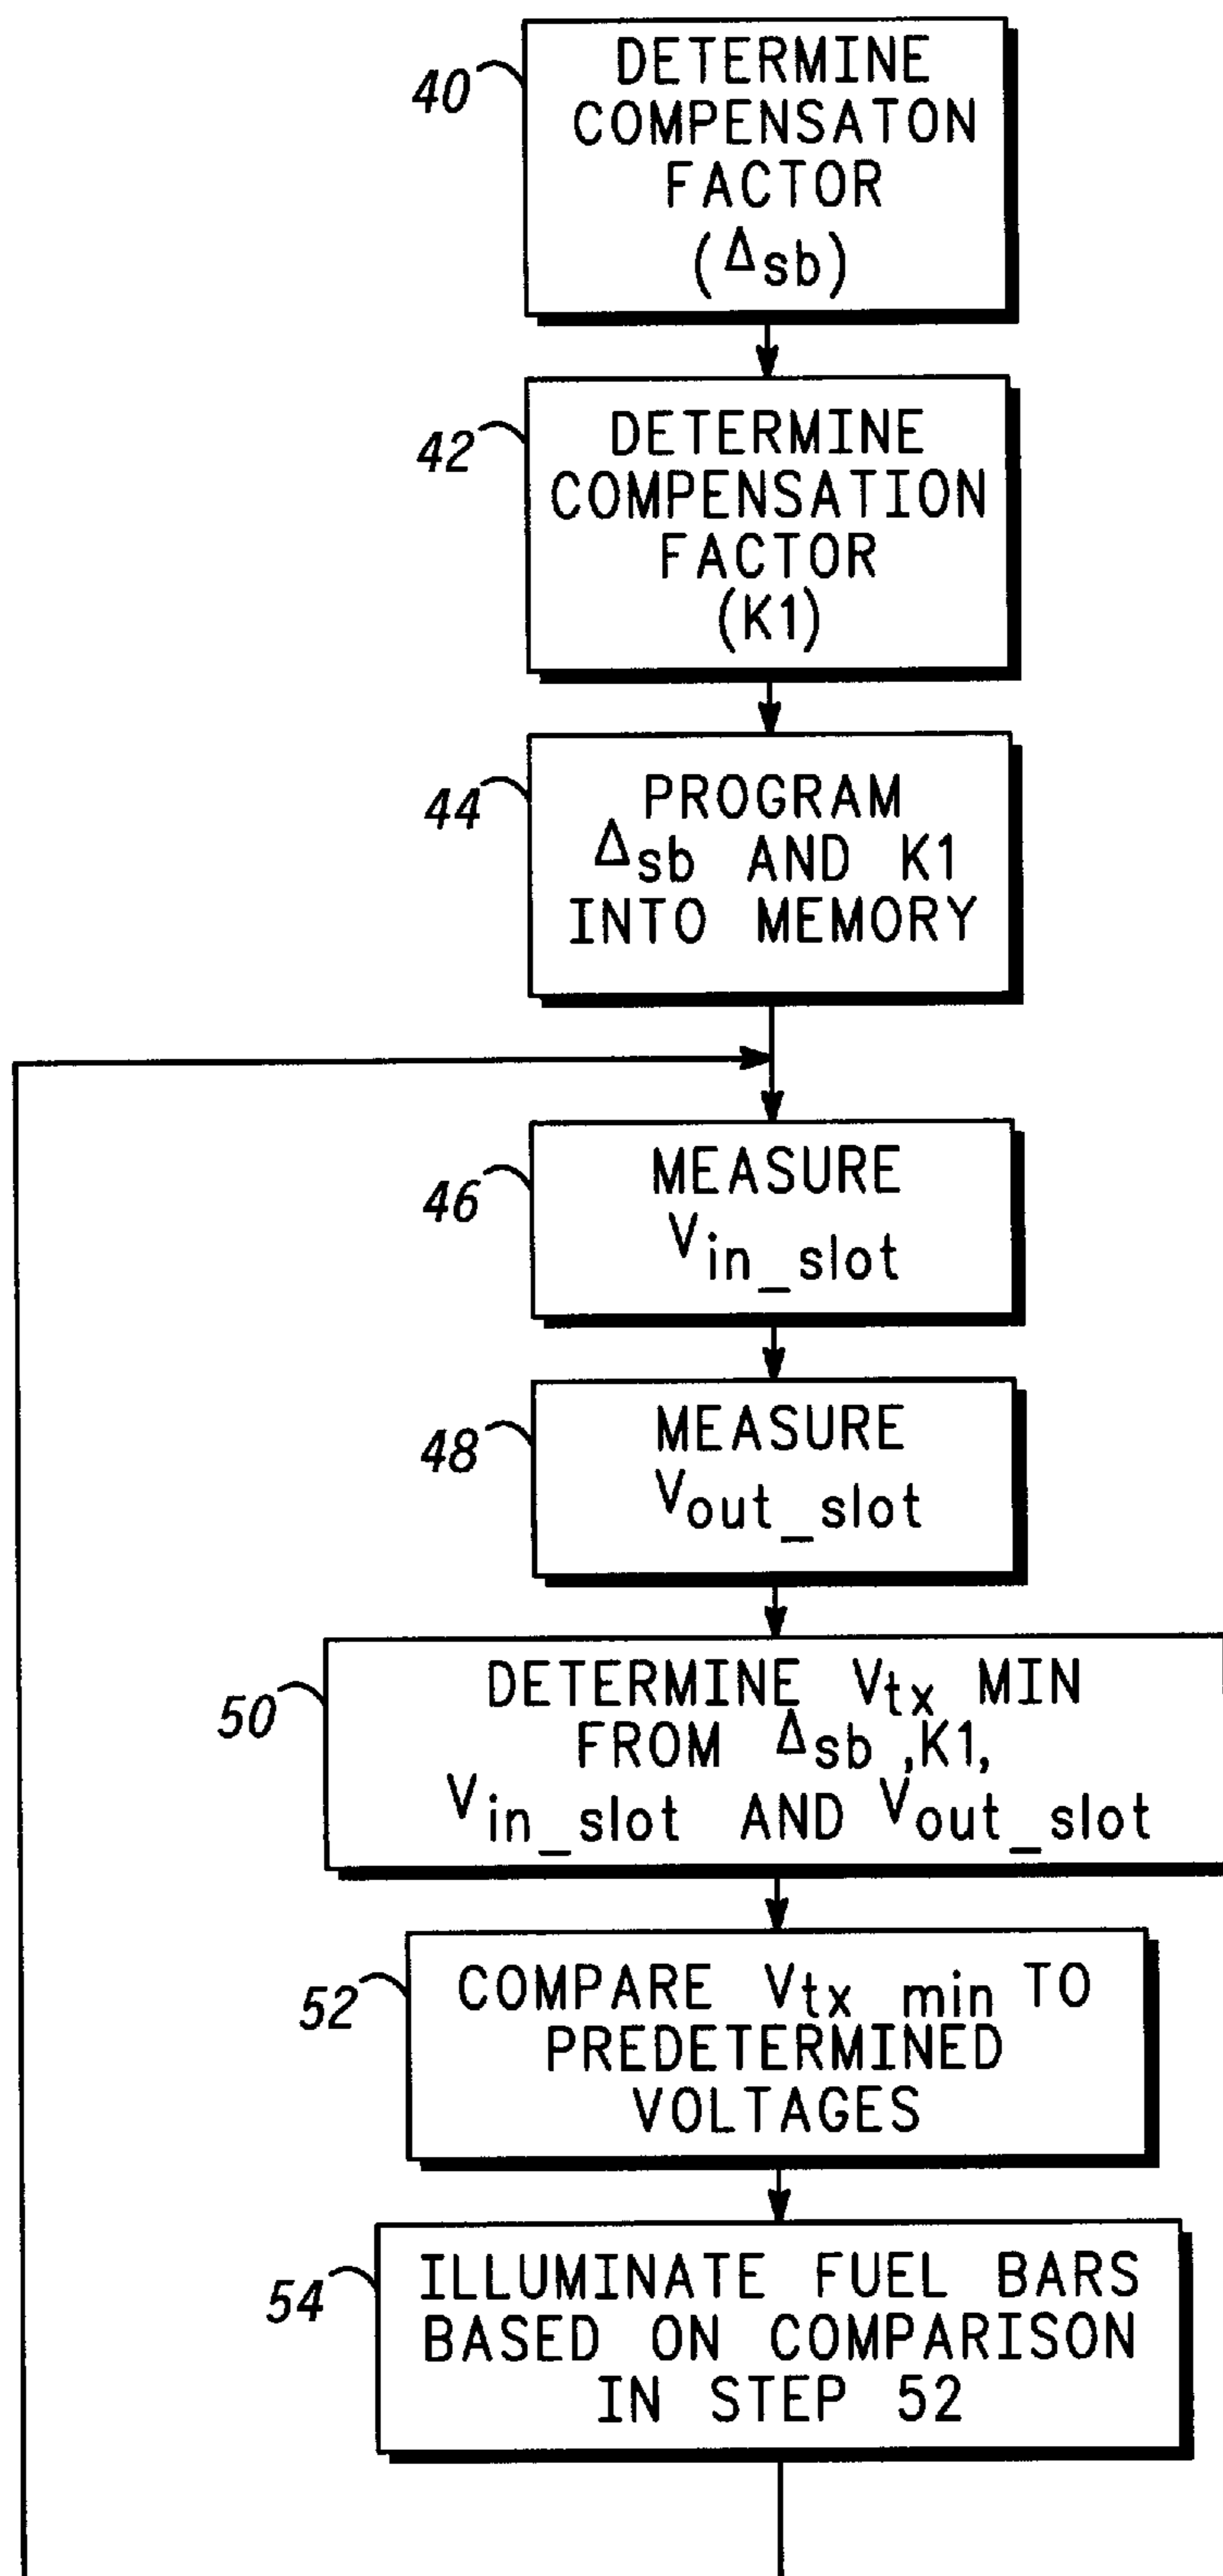 40
DETERMINE
COMPENSATON
FACTOR
(Δsb)
42
DETERMINE
COMPENSATION
FACTOR
(K1)
44
PROGRAM
Δsb AND K1
INTO MEMORY
46
MEASURE
Vin_slot
48
MEASURE
Vout_slot
50
DETERMINE Vtx MIN
FROM Δsb ,K1,
Vin_slot AND Vout_slot
52
COMPARE Vtx min TO
PREDETERMINED
VOLTAGES
54
ILLUMINATE FUEL BARS
BASED ON COMPARISON
IN STEP 52